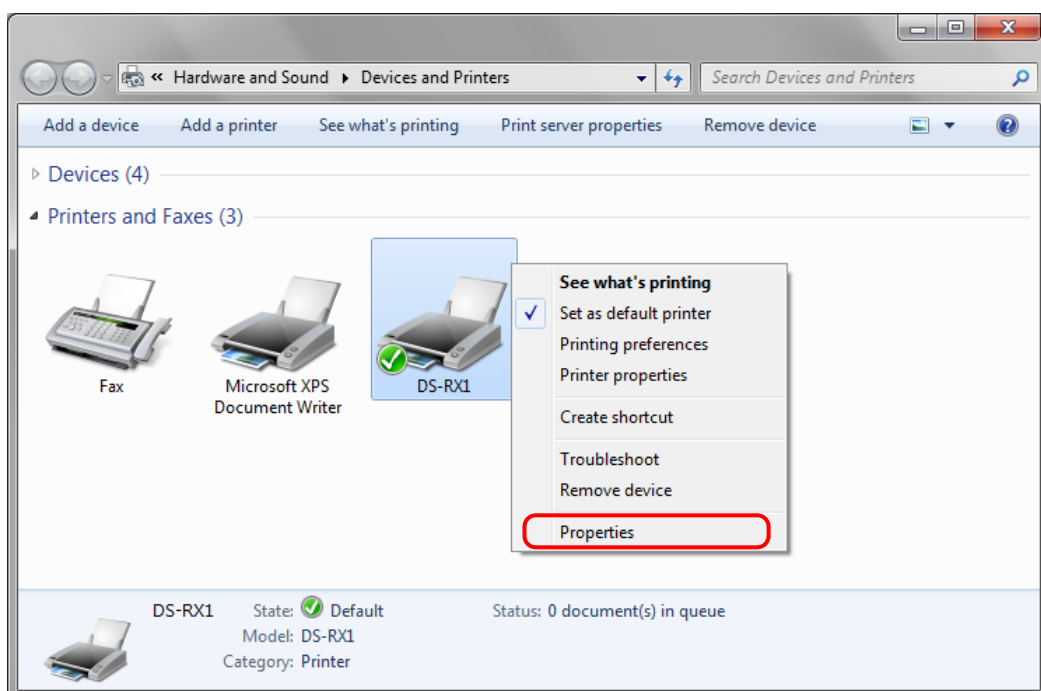 « Hardware and Sound Devices and Printers Search Devices and Printers
Add a device Add a printer See what's printing Print server properties Remove device
Devices (4)
Printers and Faxes (3)
Fax
Microsoft XPS
Document Writer
DS-RX1
See what's printing
Set as default printer
Printing preferences
Printer properties
Create shortcut
Troubleshoot
Remove device
Properties
DS-RX1 State: Default Status: 0 document(s) in queue
Model: DS-RX1
Category: Printer